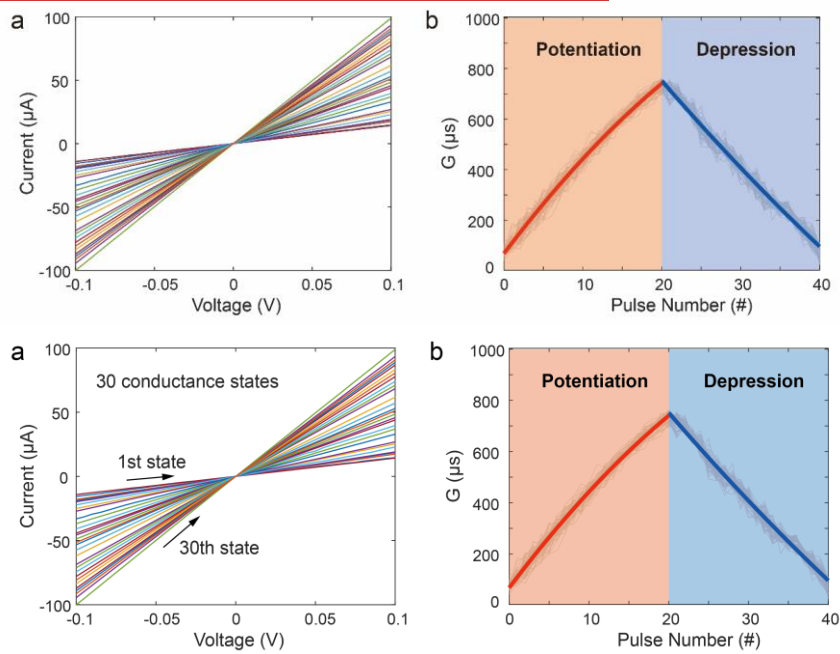 a
100
50
0
-50
-100
Current (µA)
-0.1
-0.05
0
0.05
0.1
Voltage (V)
b
1000
800
600
400
200
0
G (µs)
Potentiation
Depression
0
10
20
30
40
Pulse Number (#)
a
100
50
0
-50
-100
Current (µA)
30 conductance states
1st state
30th state
-0.1
-0.05
0
0.05
0.1
Voltage (V)
b
1000
800
600
400
200
0
G (µs)
Potentiation
Depression
0
10
20
30
40
Pulse Number (#)